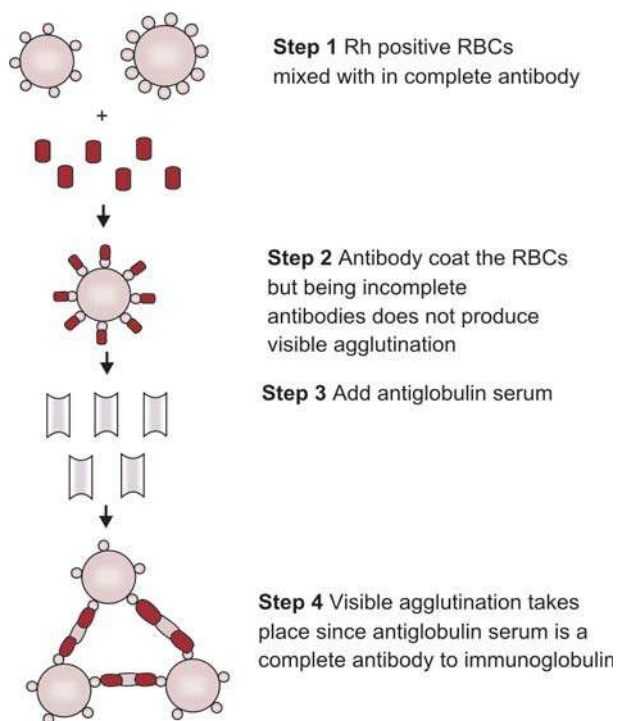 Step 1 Rh positive RBCs
mixed with in complete antibody
+
Step 2 Antibody coat the RBCs
but being incomplete
antibodies does not produce
visible agglutination
Step 3 Add antiglobulin serum
Step 4 Visible agglutination takes
place since antiglobulin serum is a
complete antibody to immunoglobulin